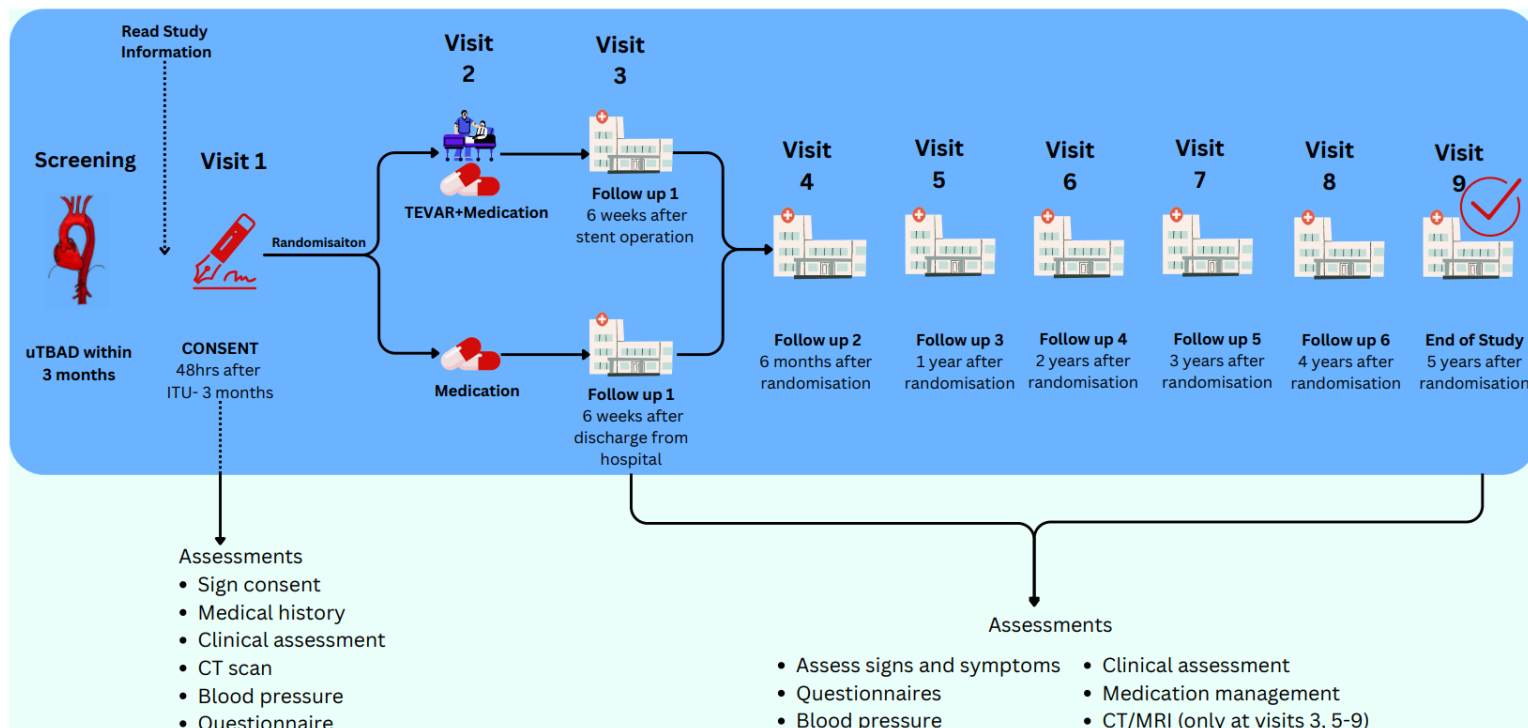 Read Study
Information
Screening
uTBAD within
3 months
Visit 1
CONSENT
48hrs after
ITU- 3 months
Randomisaiton
Visit
2
TEVAR+Medication
Medication
Visit
3
Follow up 1
6 weeks after
stent operation
Follow up 1
6 weeks after
discharge from
hospital
Visit
4
Follow up 2
6 months after
randomisation
Visit
5
Follow up 3
1 year after
randomisation
Visit
6
Follow up 4
2 years after
randomisation
Visit
7
Follow up 5
3 years after
randomisation
Visit
8
Follow up 6
4 years after
randomisation
Visit
9
End of Study
5 years after
randomisation
Assessments
• Sign consent
• Medical history
• Clinical assessment
• CT scan
• Blood pressure
• Questionnaire
Assessments
• Assess signs and symptoms
• Questionnaires
• Blood pressure
• Clinical assessment
• Medication management
• CT/MRI (only at visits 3, 5-9)